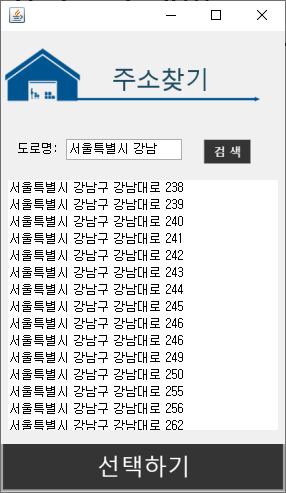 주소찾기
도로명: 서울특별시 강남 검 색
서울특별시 강남구 강남대로 238
서울특별시 강남구 강남대로 239
서울특별시 강남구 강남대로 240
서울특별시 강남구 강남대로 241
서울특별시 강남구 강남대로 242
서울특별시 강남구 강남대로 243
서울특별시 강남구 강남대로 244
서울특별시 강남구 강남대로 245
서울특별시 강남구 강남대로 246
서울특별시 강남구 강남대로 246
서울특별시 강남구 강남대로 249
서울특별시 강남구 강남대로 250
서울특별시 강남구 강남대로 255
서울특별시 강남구 강남대로 256
서울특별시 강남구 강남대로 262
선택하기